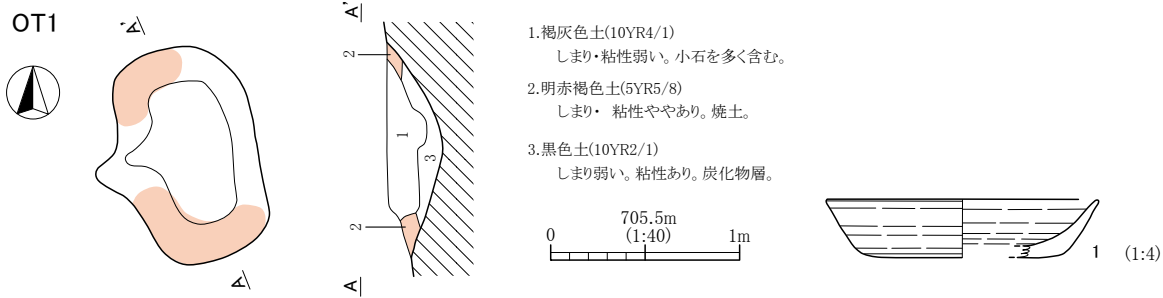 OT1
A'
A
A'
2
1
3
2
A
1.褐灰色土(10YR4/1)
しまり・粘性弱い。小石を多く含む。
2.明赤褐色土(5YR5/8)
しまり・ 粘性ややあり。焼土。
3.黒色土(10YR2/1)
しまり弱い。粘性あり。炭化物層。
705.5m
0 (1:40) 1m
1 (1:4)